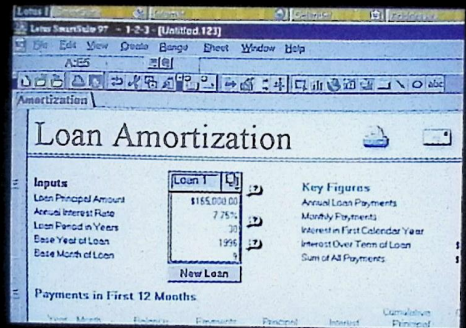 Lotus SmartSuite 97 - 1-2-3 - [Untitled.123]
File Edit View Create Range Sheet Window Help
A:E5
abc
Amortization
Loan Amortization
Inputs
Loan 1
Key Figures
Loan Principal Amount
$165,000.00
Annual Loan Payments
Annual Interest Rate
7.75%
Monthly Payments
Loan Period in Years
30
Interest in First Calendar Year
Base Year of Loan
1996
Interest Over Term of Loan
$
Base Month of Loan
9
Sum of All Payments
$
New Loan
Payments in First 12 Months
Cumulative
Year Month Balance Payments Principal Interest Principal